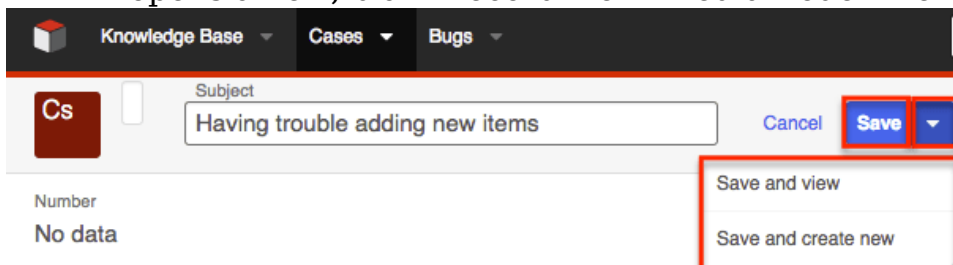 Knowledge Base Cases Bugs
Cs
Subject
Having trouble adding new items
Cancel Save
Save and view
Number
No data
Save and create new